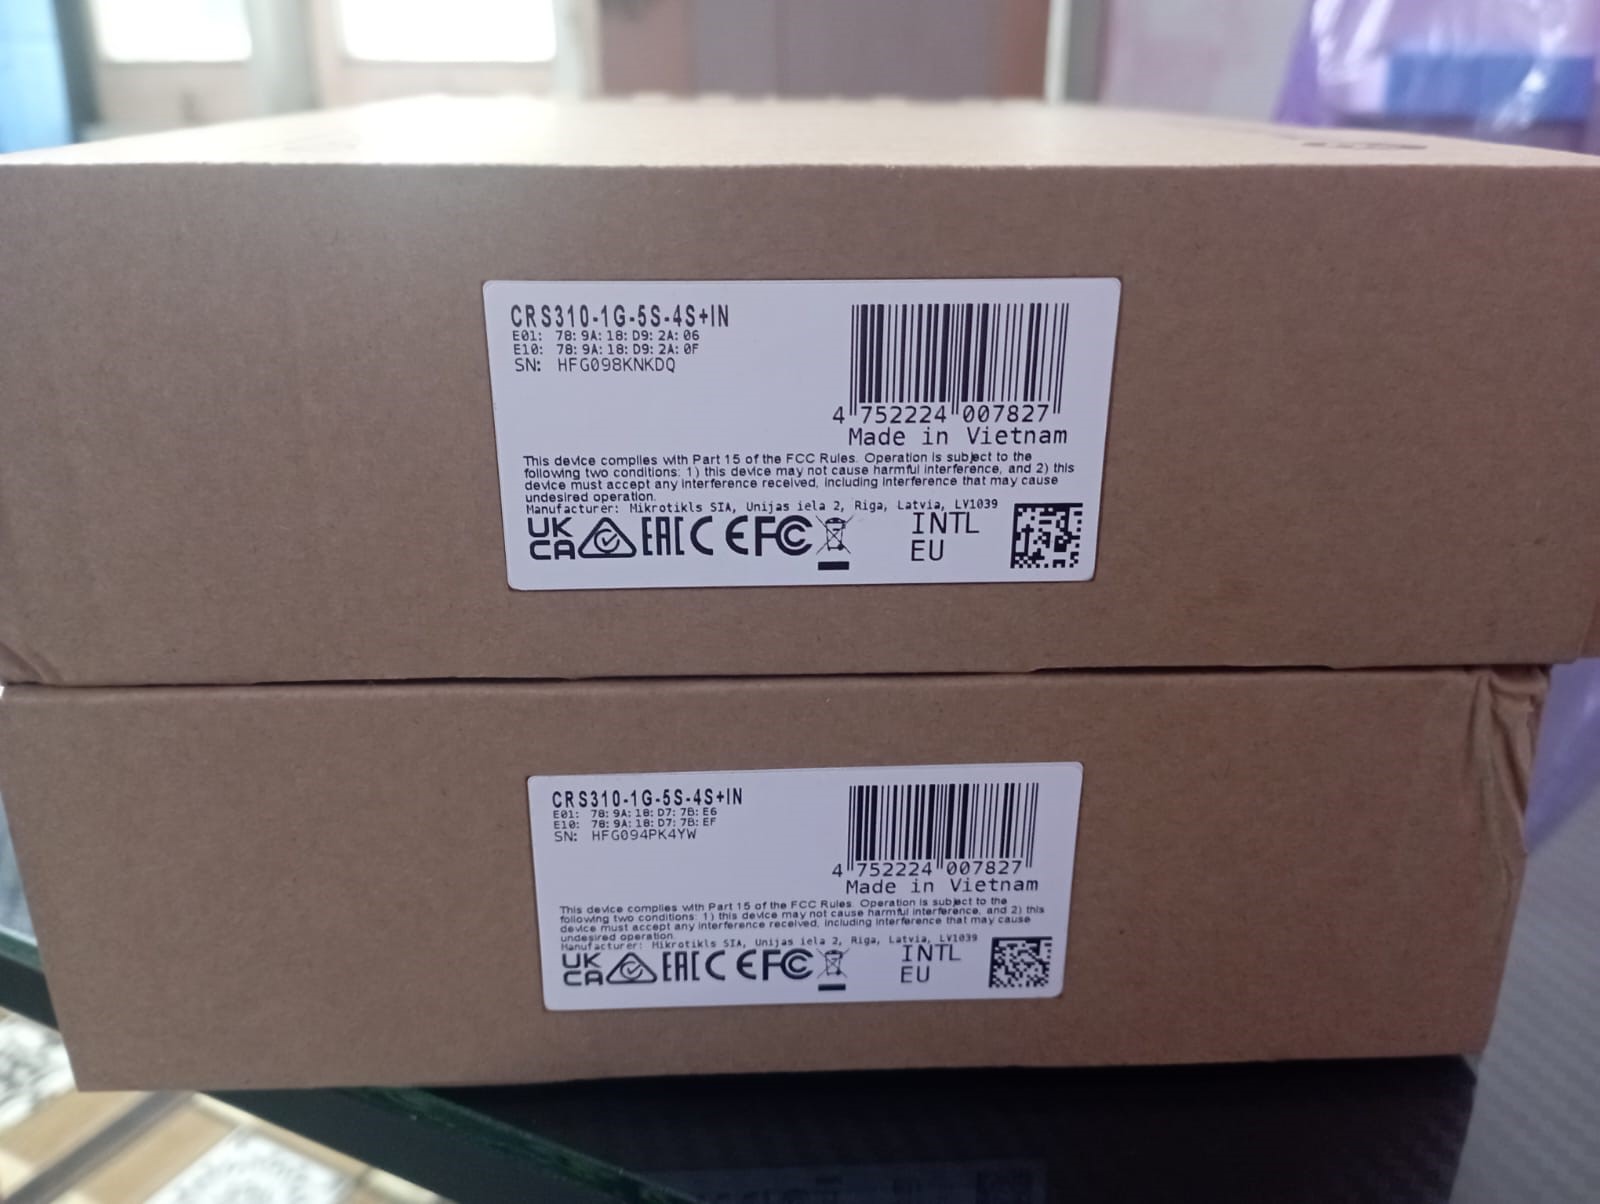 CRS310-1G-5S-4S+IN
E01: 78:9A:18:D9:2A:06
E10: 78:9A:18:D9:2A:0F
SN: HFG098KNKDQ
4 752224 007827
Made in Vietnam
This device complies with Part 15 of the FCC Rules. Operation is subject to the
following two conditions: 1) this device may not cause harmful interference, and 2) this
device must accept any interference received, including interference that may cause
undesired operation.
Manufacturer: Mikrotikls SIA, Unijas iela 2, Riga, Latvia, LV1039
UK
CA EAC CE FC
INTL
EU
CRS310-1G-5S-4S+IN
E01: 78:9A:18:D7:7B:E6
E10: 78:9A:18:D7:7B:EF
SN: HFG094PK4YW
4 752224 007827
Made in Vietnam
This device complies with Part 15 of the FCC Rules. Operation is subject to the
following two conditions: 1) this device may not cause harmful interference, and 2) this
device must accept any interference received, including interference that may cause
undesired operation.
Manufacturer: Mikrotikls SIA, Unijas iela 2, Riga, Latvia, LV1039
UK
CA EAC CE FC
INTL
EU